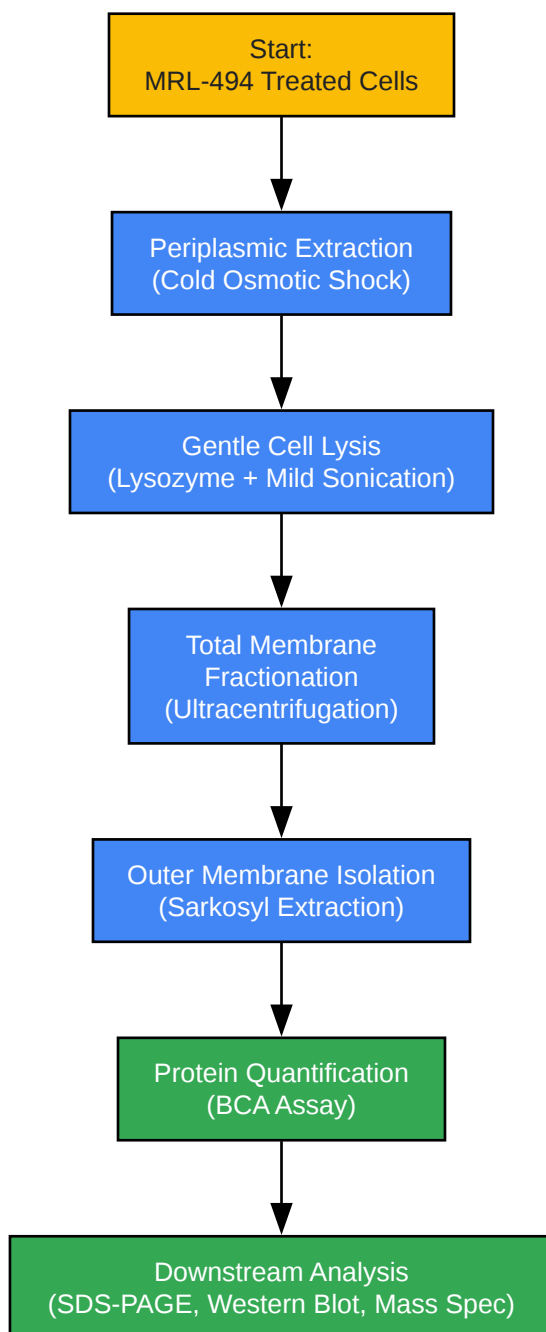 Start:
MRL-494 Treated Cells
Periplasmic Extraction
(Cold Osmotic Shock)
Gentle Cell Lysis
(Lysozyme + Mild Sonication)
Total Membrane
Fractionation
(Ultracentrifugation)
Outer Membrane Isolation
(Sarkosyl Extraction)
Protein Quantification
(BCA Assay)
Downstream Analysis
(SDS-PAGE, Western Blot, Mass Spec)